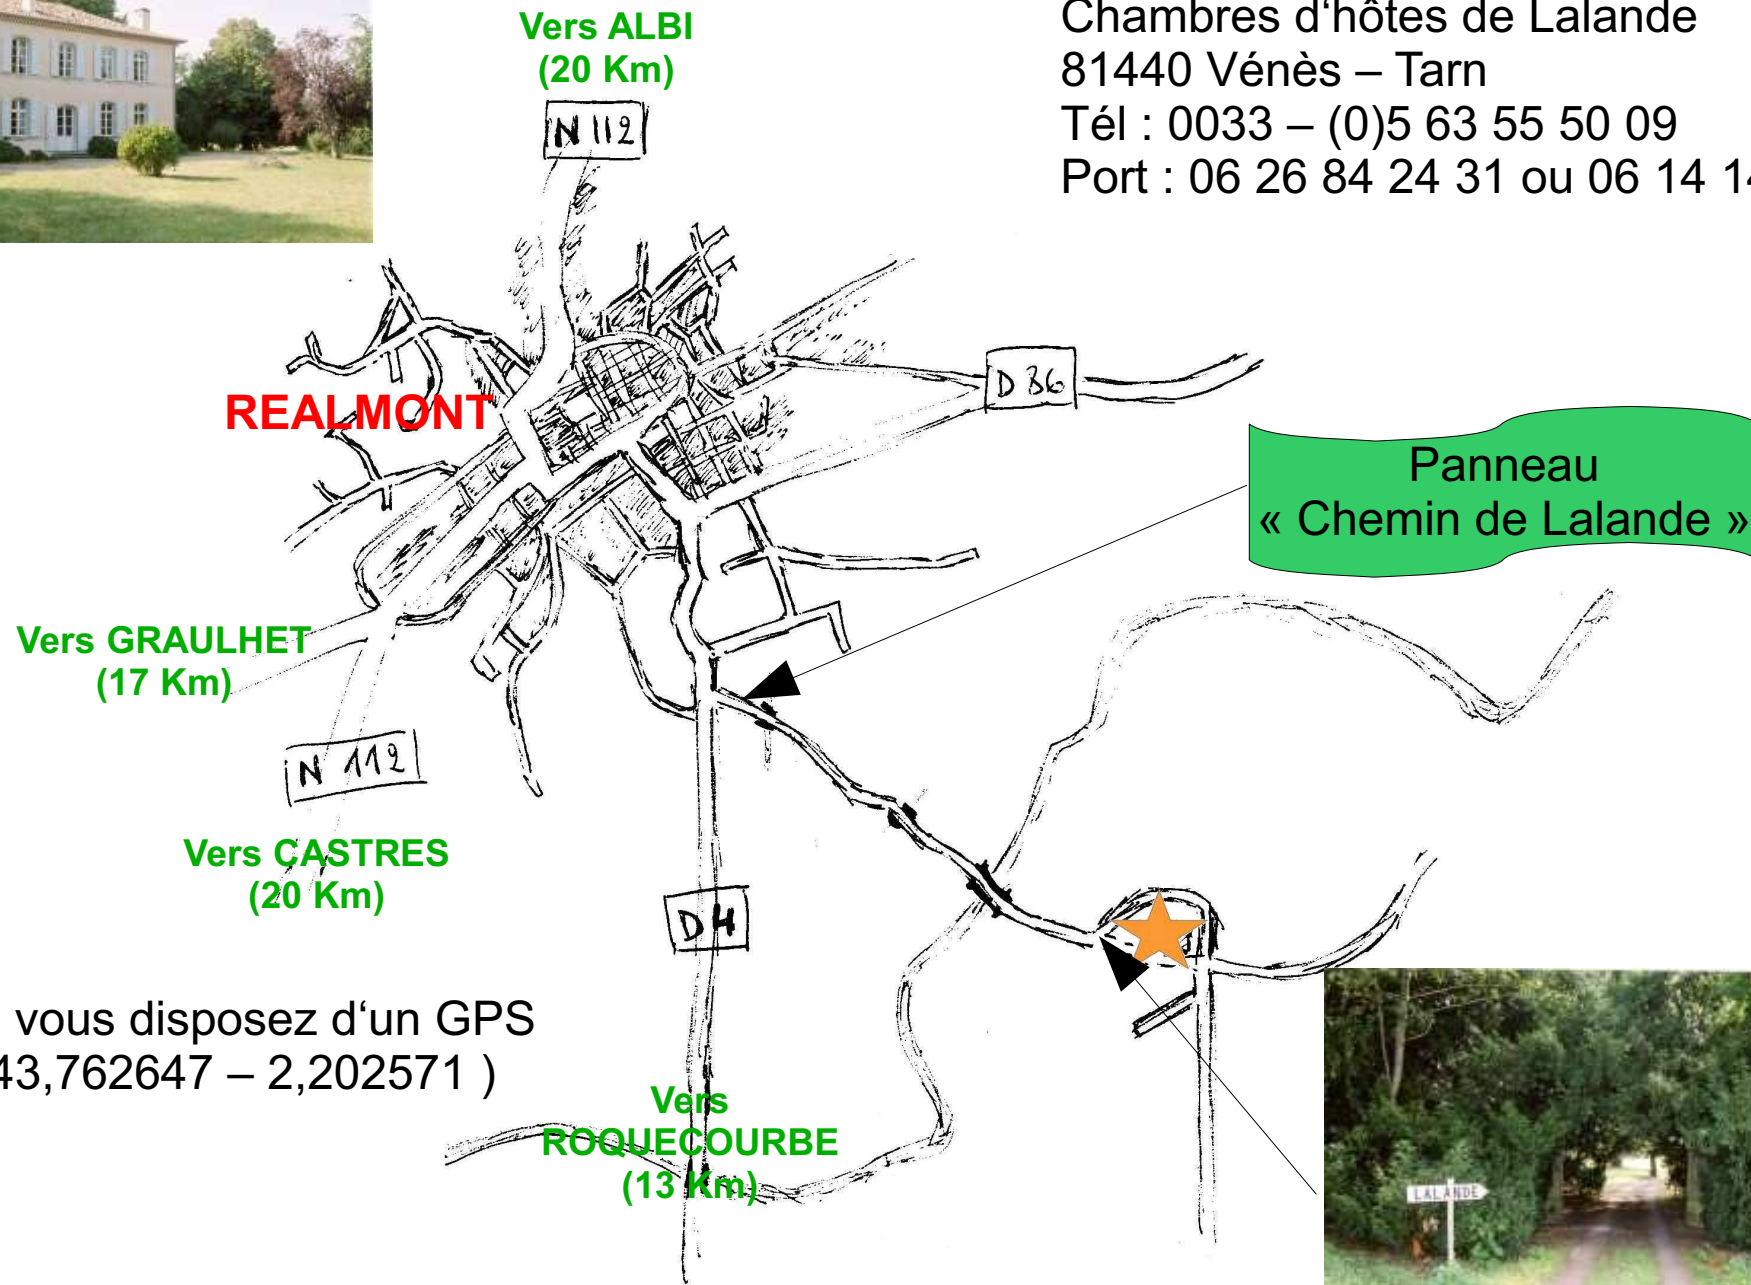 Vers ALBI
(20 Km)
Chambres d‘hôtes de Lalande
81440 Vénès – Tarn
Tél : 0033 – (0)5 63 55 50 09
Port : 06 26 84 24 31 ou 06 14 14
N 112
REALMONT
D 86
Panneau
« Chemin de Lalande »
Vers GRAULHET
(17 Km)
N 112
Vers CASTRES
(20 Km)
D 4
vous disposez d‘un GPS
43,762647 – 2,202571 )
Vers
ROQUECOURBE
(13 Km)
LALANDE